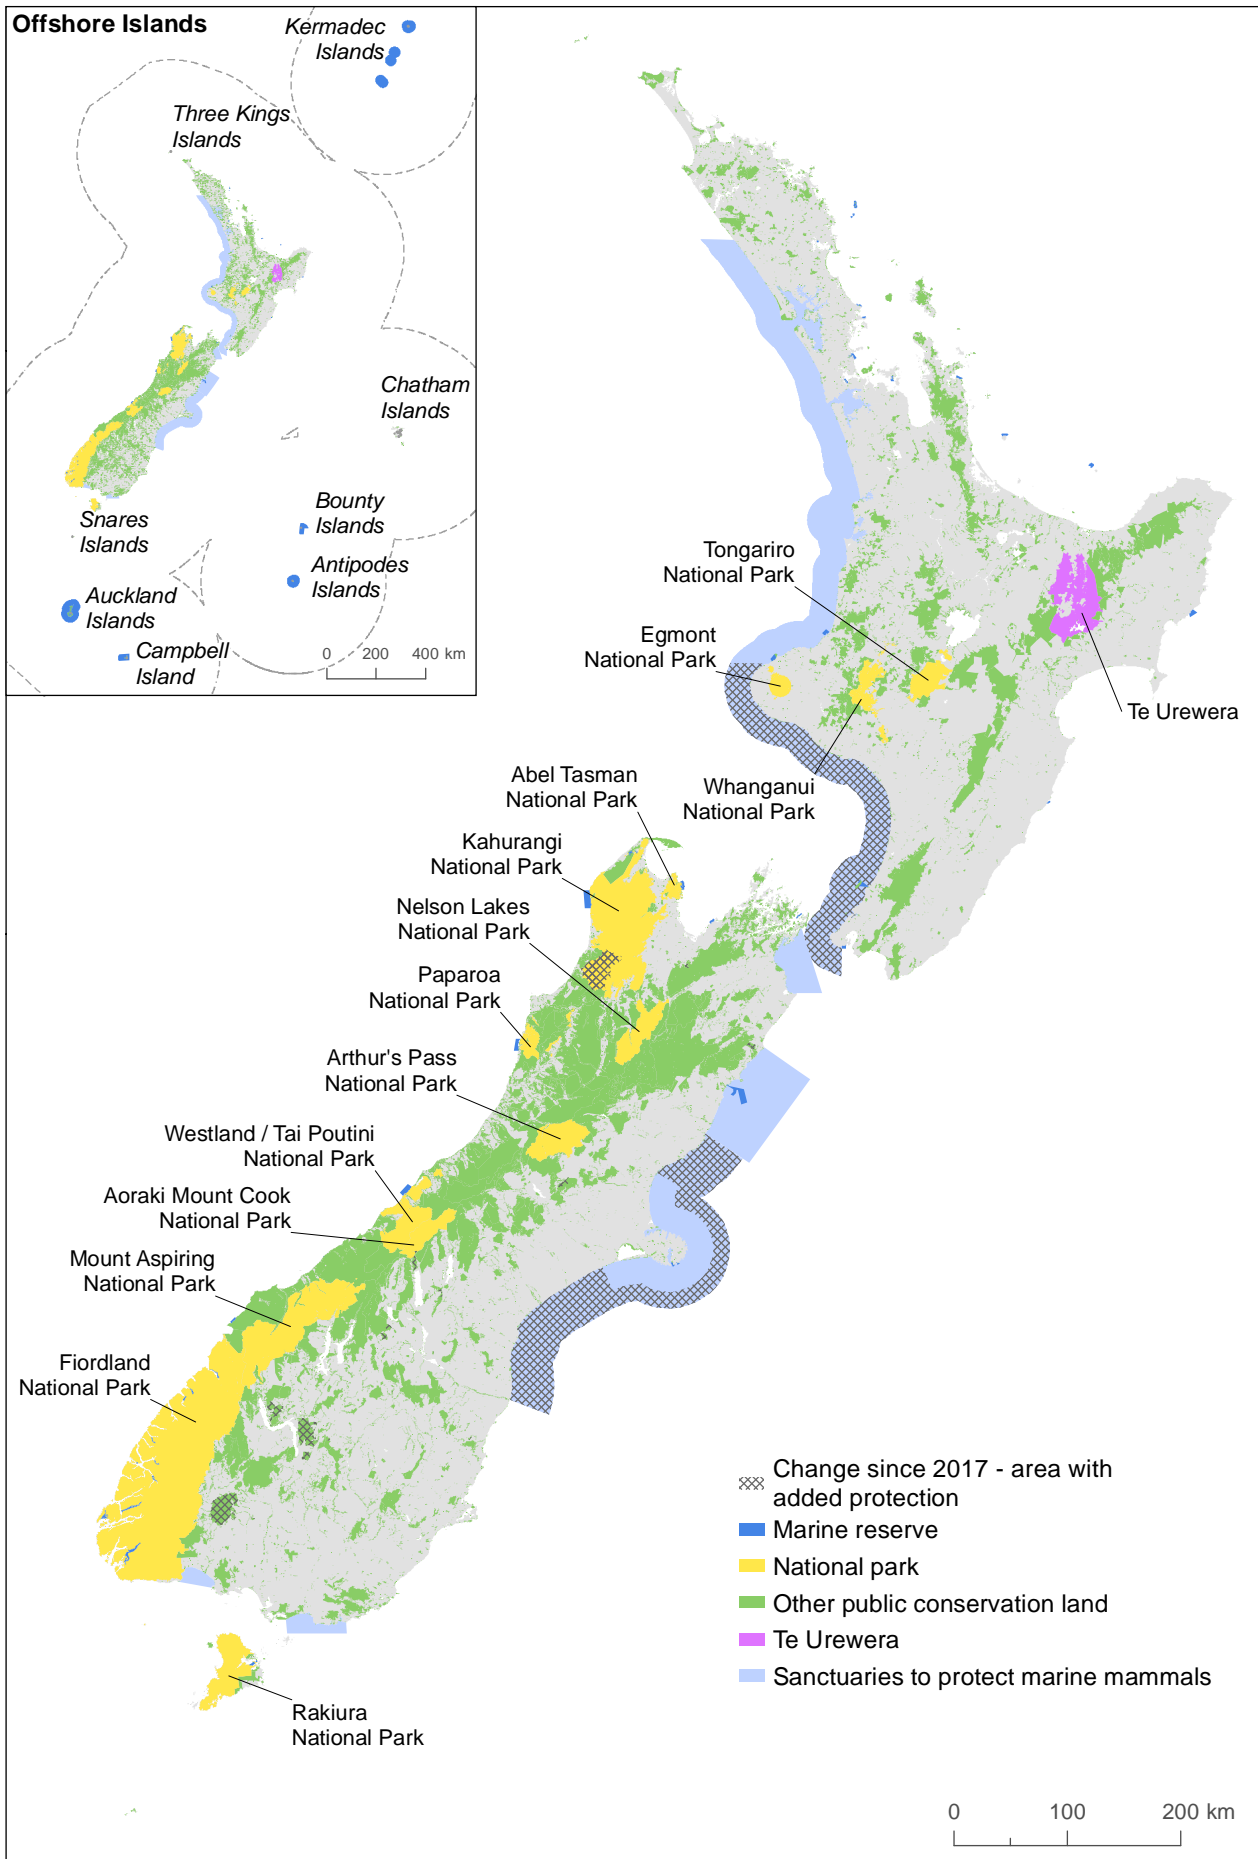 Offshore Islands
Kermadec
Islands
Three Kings
Islands
Chatham
Islands
Bounty
Islands
Snares
Islands
Antipodes
Islands
Auckland
Islands
Campbell
Island
0 200 400 km
Tongariro
National Park
Egmont
National Park
Te Urewera
Whanganui
National Park
Abel Tasman
National Park
Kahurangi
National Park
Nelson Lakes
National Park
Paparoa
National Park
Arthur's Pass
National Park
Westland / Tai Poutini
National Park
Aoraki Mount Cook
National Park
Mount Aspiring
National Park
Fiordland
National Park
Rakiura
National Park
Change since 2017 - area with
added protection
Marine reserve
National park
Other public conservation land
Te Urewera
Sanctuaries to protect marine mammals
0 100 200 km